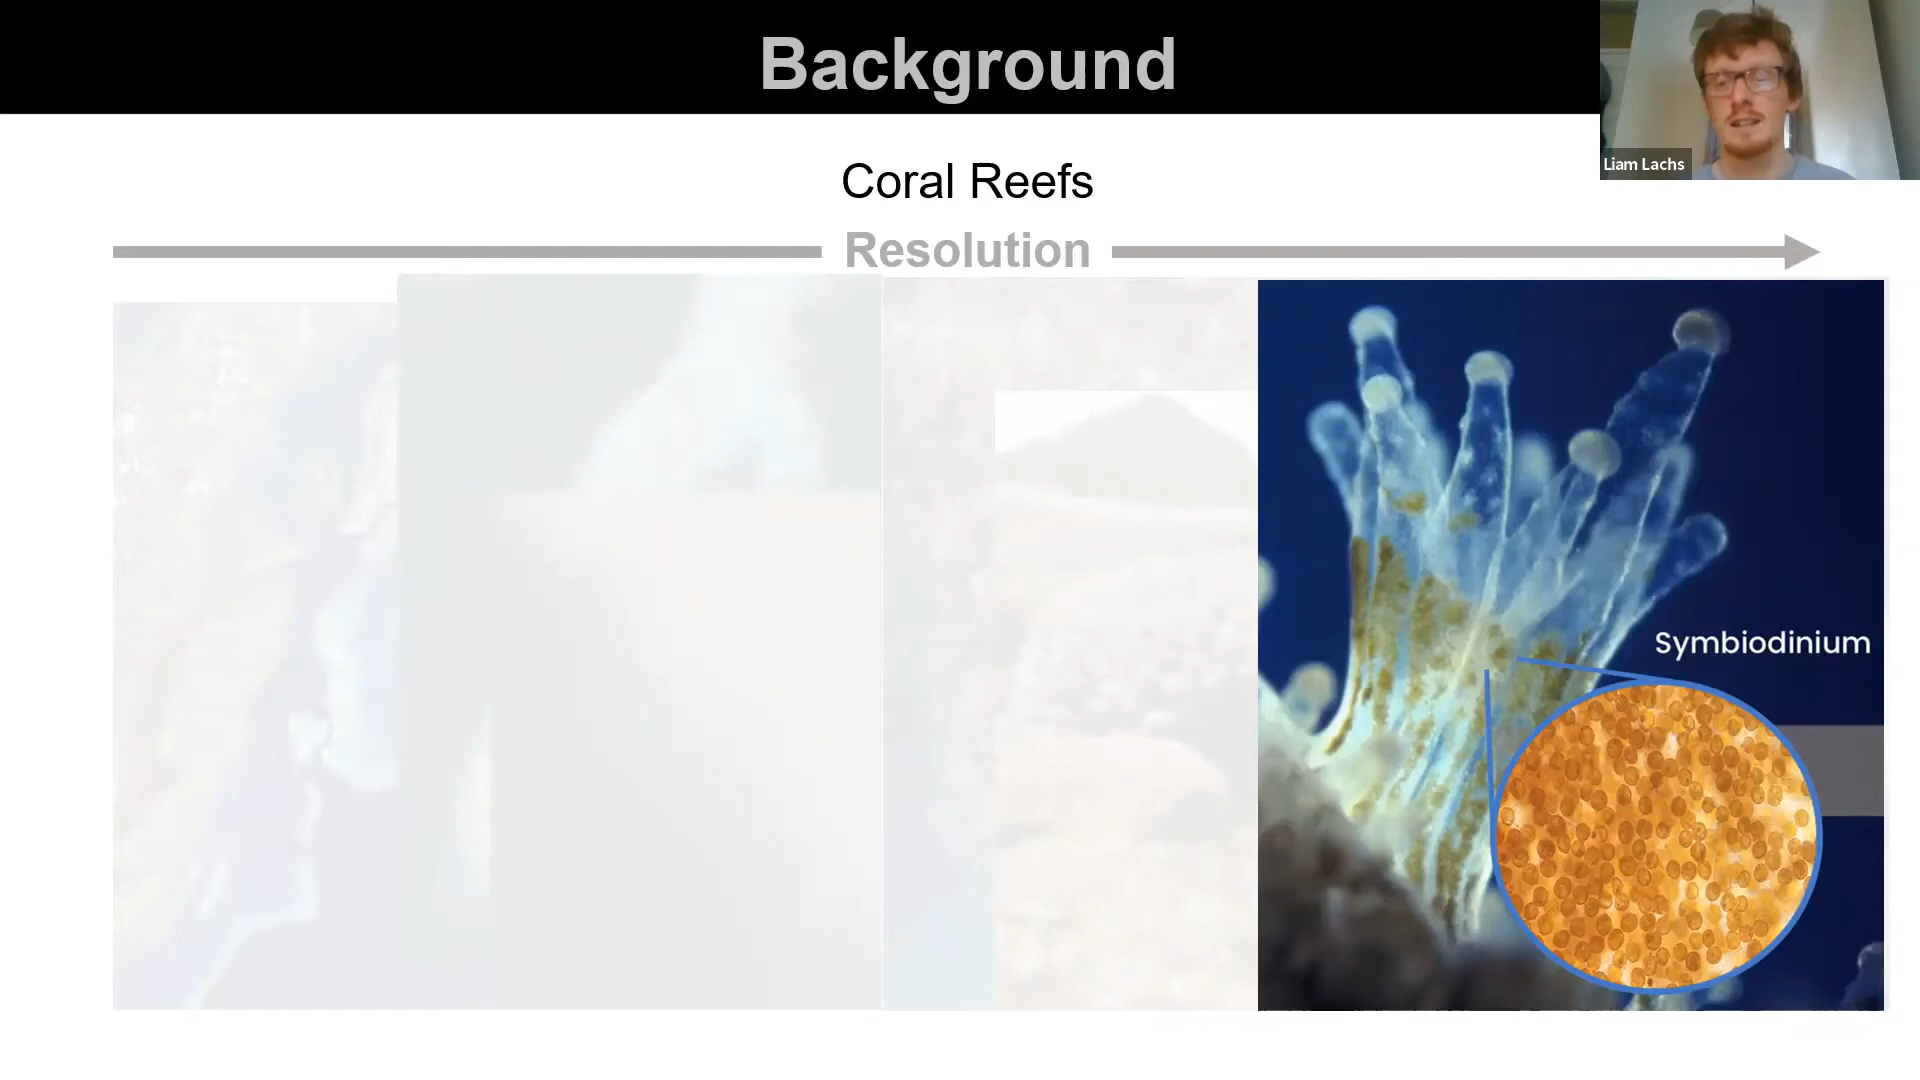 Background
Liam Lachs
Coral Reefs
Resolution
Symbiodinium